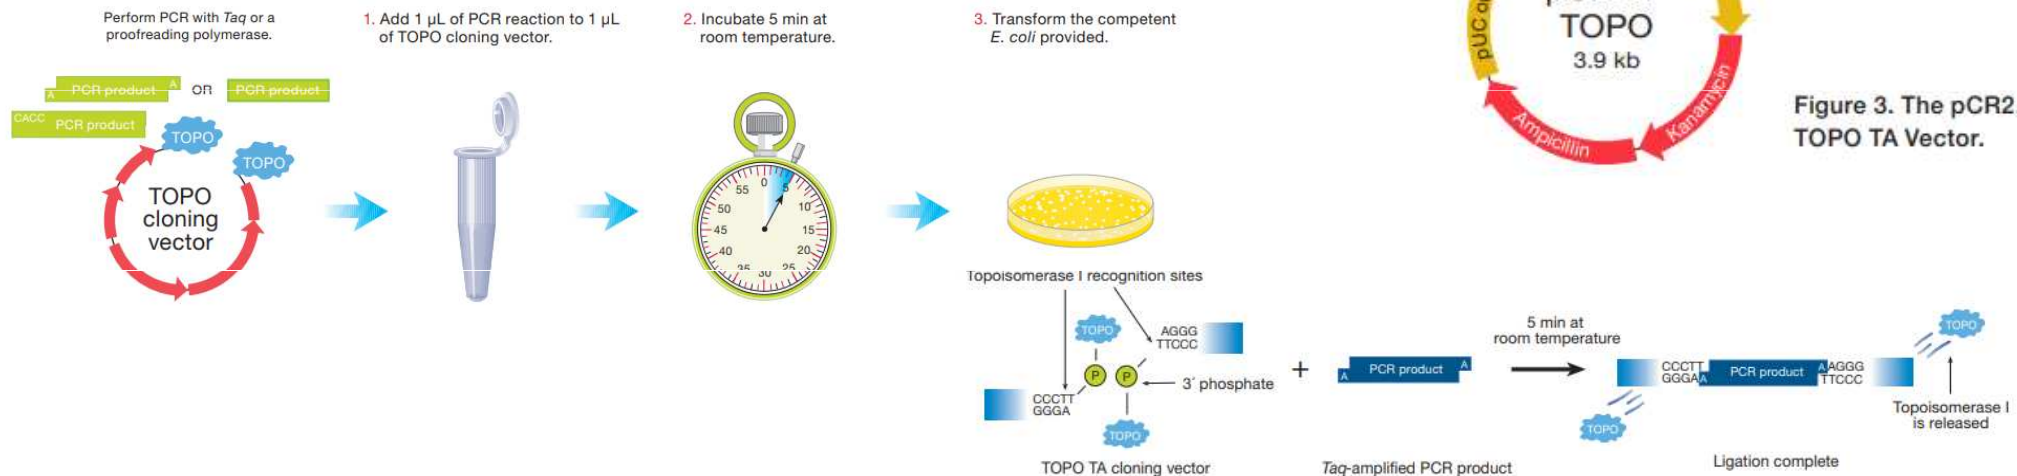 Perform PCR with Taq or a
proofreading polymerase.
A PCR product A OR PCR product
CACC PCR product
TOPO
TOPO
TOPO
cloning
vector
1. Add 1 µL of PCR reaction to 1 µL
of TOPO cloning vector.
2. Incubate 5 min at
room temperature.
0
5
10
15
20
25
30
35
40
45
50
55
3. Transform the competent
E. coli provided.
TOPO
3.9 kb
Kanamycin
Ampicillin
Figure 3. The pCR2
TOPO TA Vector.
Topoisomerase I recognition sites
TOPO
AGGG
TTCCC
P
P
3´ phosphate
CCCTT
GGGA
TOPO
TOPO TA cloning vector
+
A PCR product A
Taq-amplified PCR product
5 min at
room temperature
CCCTT PCR product AAGGG
GGGAA TTCCC
TOPO
TOPO
Topoisomerase I
is released
Ligation complete